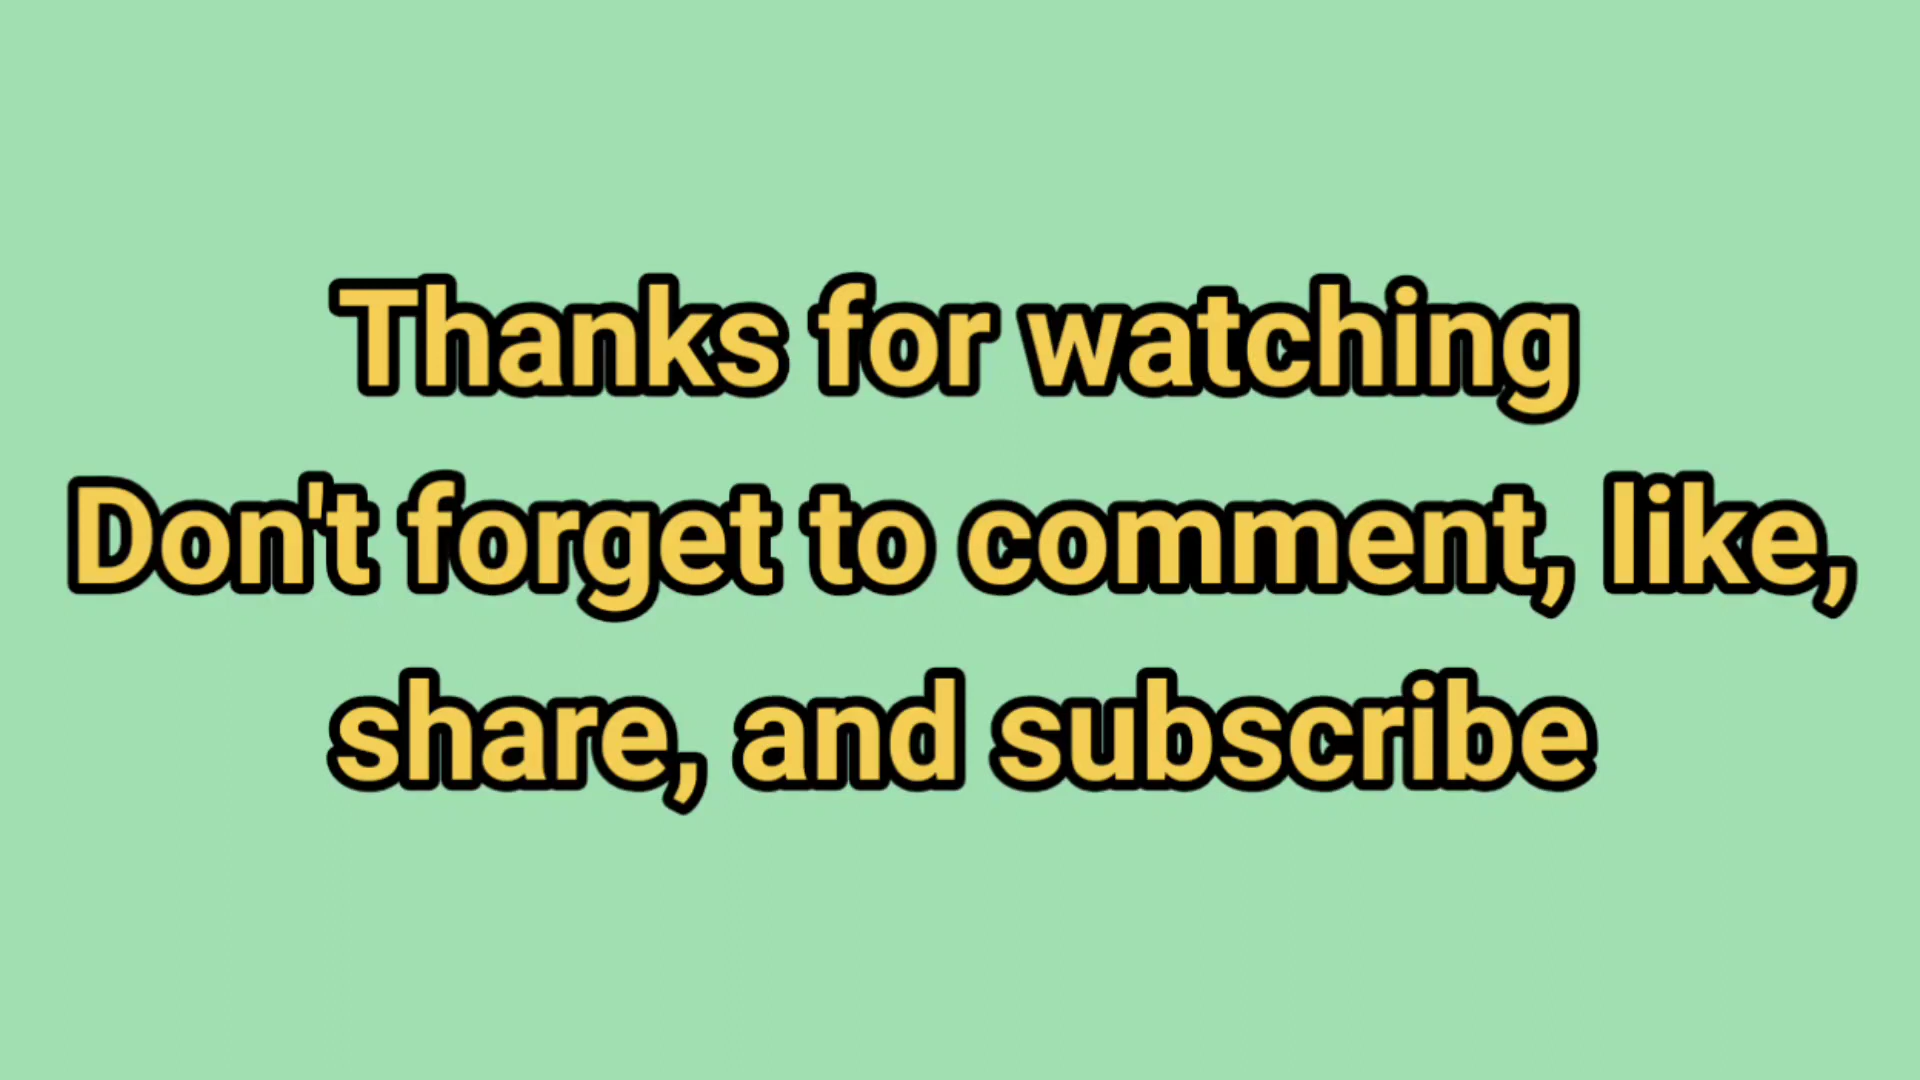 Thanks for watching
Don't forget to comment, like,
share, and subscribe